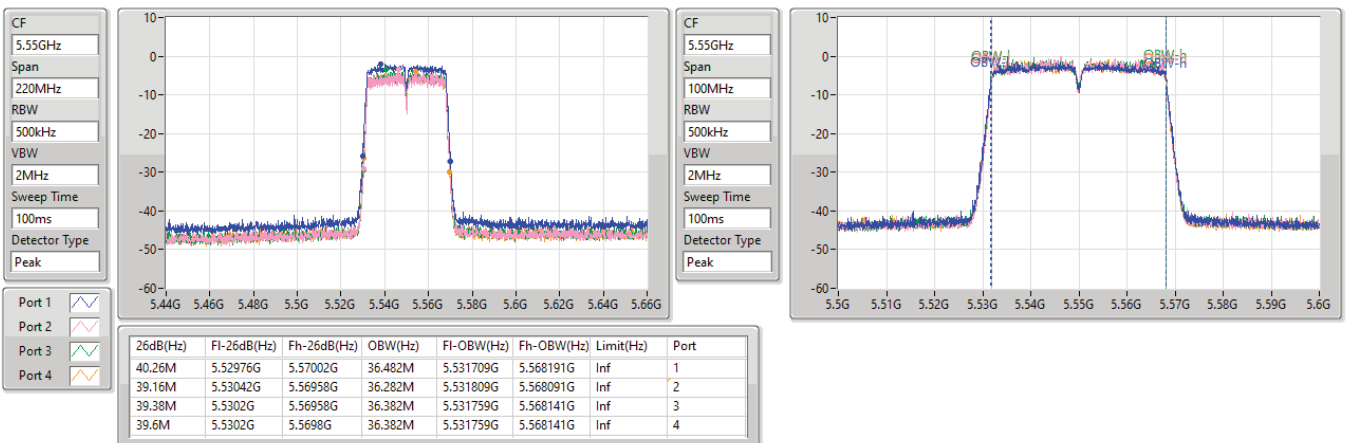 CF
5.55GHz
Span
220MHz
RBW
500kHz
VBW
2MHz
Sweep Time
100ms
Detector Type
Peak
10-
0-
-10-
-20-
-30-
-40-
-50-
-60-
5.44G 5.46G 5.48G 5.5G 5.52G 5.54G 5.56G 5.58G 5.6G 5.62G 5.64G 5.66G
CF
5.55GHz
Span
100MHz
RBW
500kHz
VBW
2MHz
Sweep Time
100ms
Detector Type
Peak
10-
0-
-10-
-20-
-30-
-40-
-50-
-60-
OBW-l OBW-h
5.5G 5.51G 5.52G 5.53G 5.54G 5.55G 5.56G 5.57G 5.58G 5.59G 5.6G
Port 1
Port 2
Port 3
Port 4
26dB(Hz) Fl-26dB(Hz) Fh-26dB(Hz) OBW(Hz) Fl-OBW(Hz) Fh-OBW(Hz) Limit(Hz) Port
40.26M 5.52976G 5.57002G 36.482M 5.531709G 5.568191G Inf 1
39.16M 5.53042G 5.56958G 36.282M 5.531809G 5.568091G Inf 2
39.38M 5.5302G 5.56958G 36.382M 5.531759G 5.568141G Inf 3
39.6M 5.5302G 5.5698G 36.382M 5.531759G 5.568141G Inf 4